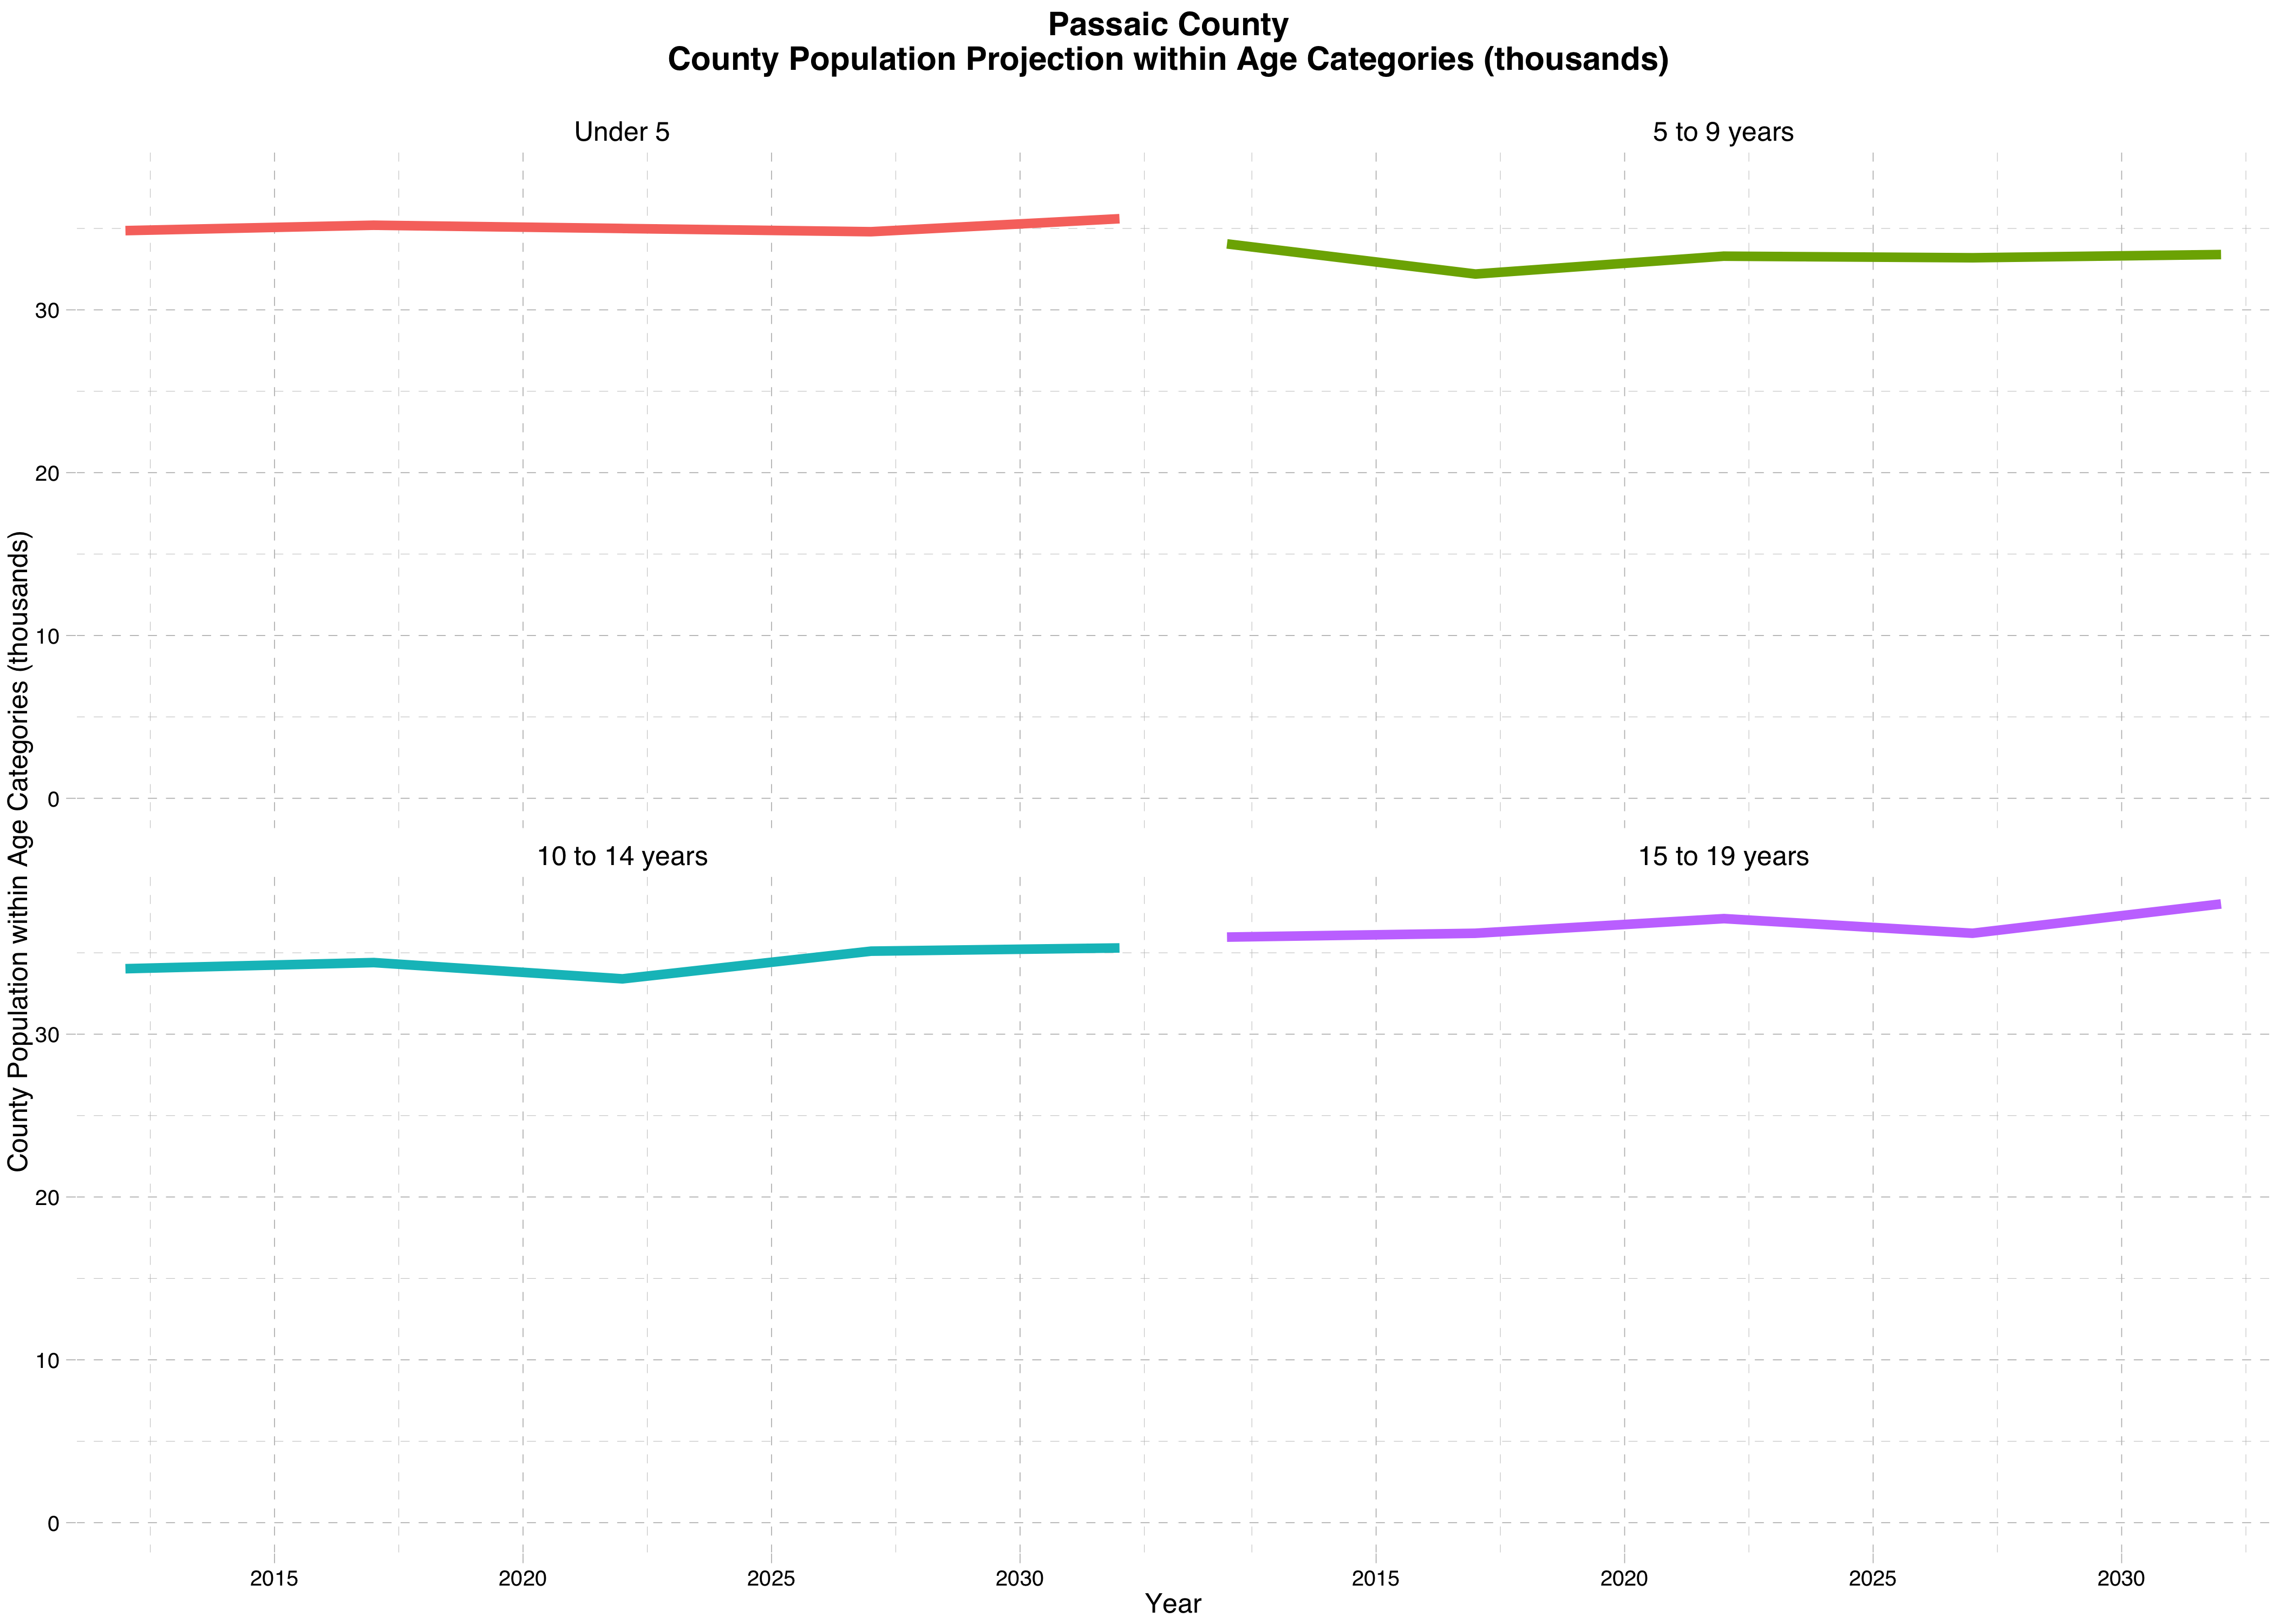 Passaic County
County Population Projection within Age Categories (thousands)
Under 5
5 to 9 years
30
20
10
0
10 to 14 years
15 to 19 years
30
20
10
0
2015
2020
2025
2030
2015
2020
2025
2030
Year
County Population within Age Categories (thousands)